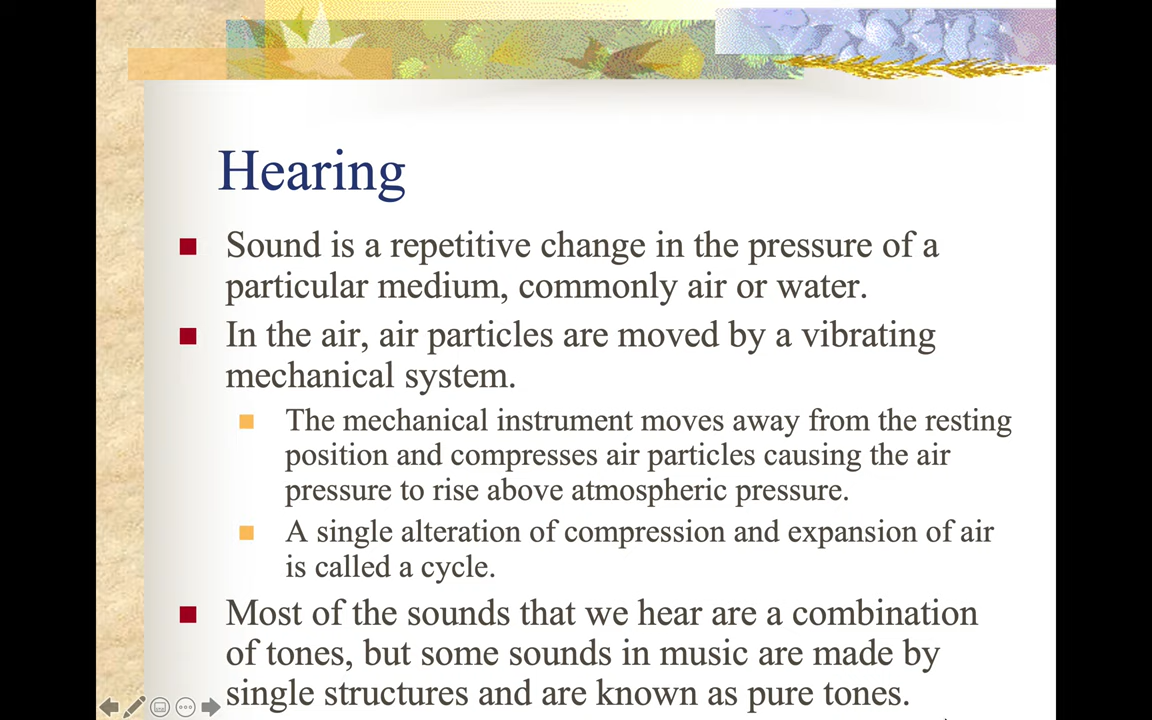 Hearing
Sound is a repetitive change in the pressure of a
particular medium, commonly air or water.
In the air, air particles are moved by a vibrating
mechanical system.
The mechanical instrument moves away from the resting
position and compresses air particles causing the air
pressure to rise above atmospheric pressure.
A single alteration of compression and expansion of air
is called a cycle.
Most of the sounds that we hear are a combination
of tones, but some sounds in music are made by
single structures and are known as pure tones.